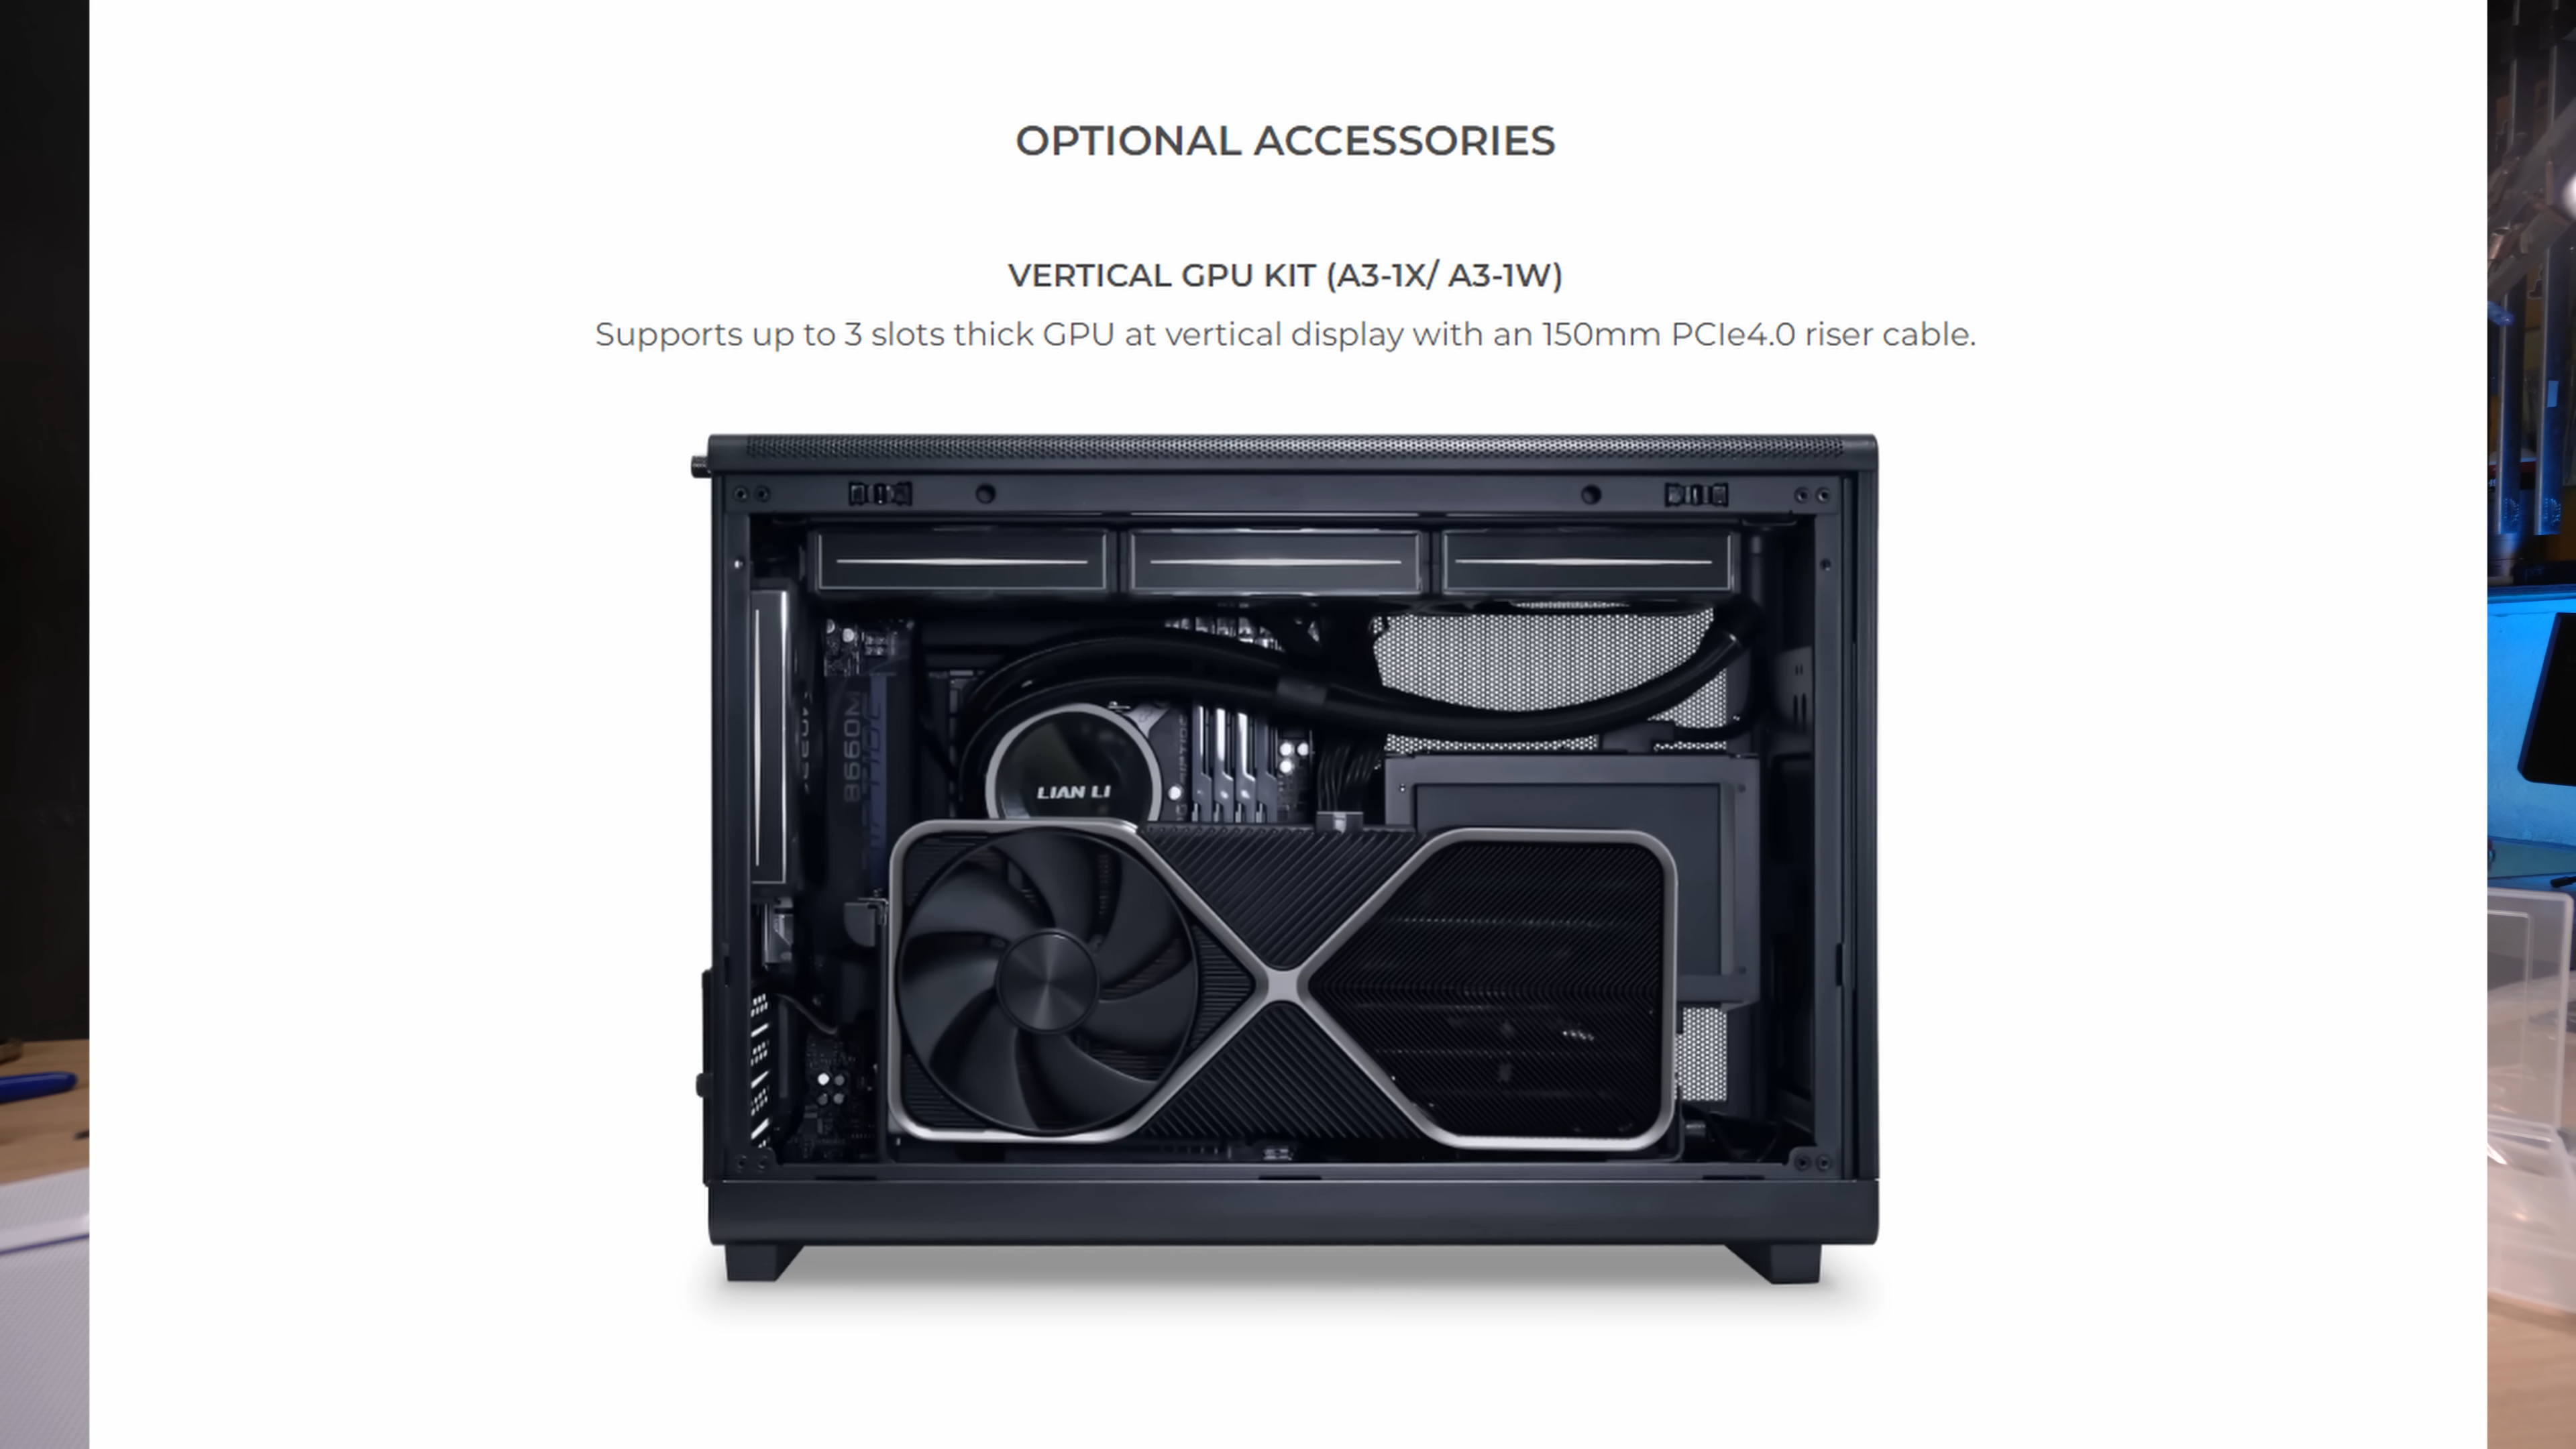 OPTIONAL ACCESSORIES
VERTICAL GPU KIT (A3-1X/ A3-1W)
Supports up to 3 slots thick GPU at vertical display with an 150mm PCIe4.0 riser cable.
B660M
LIAN LI